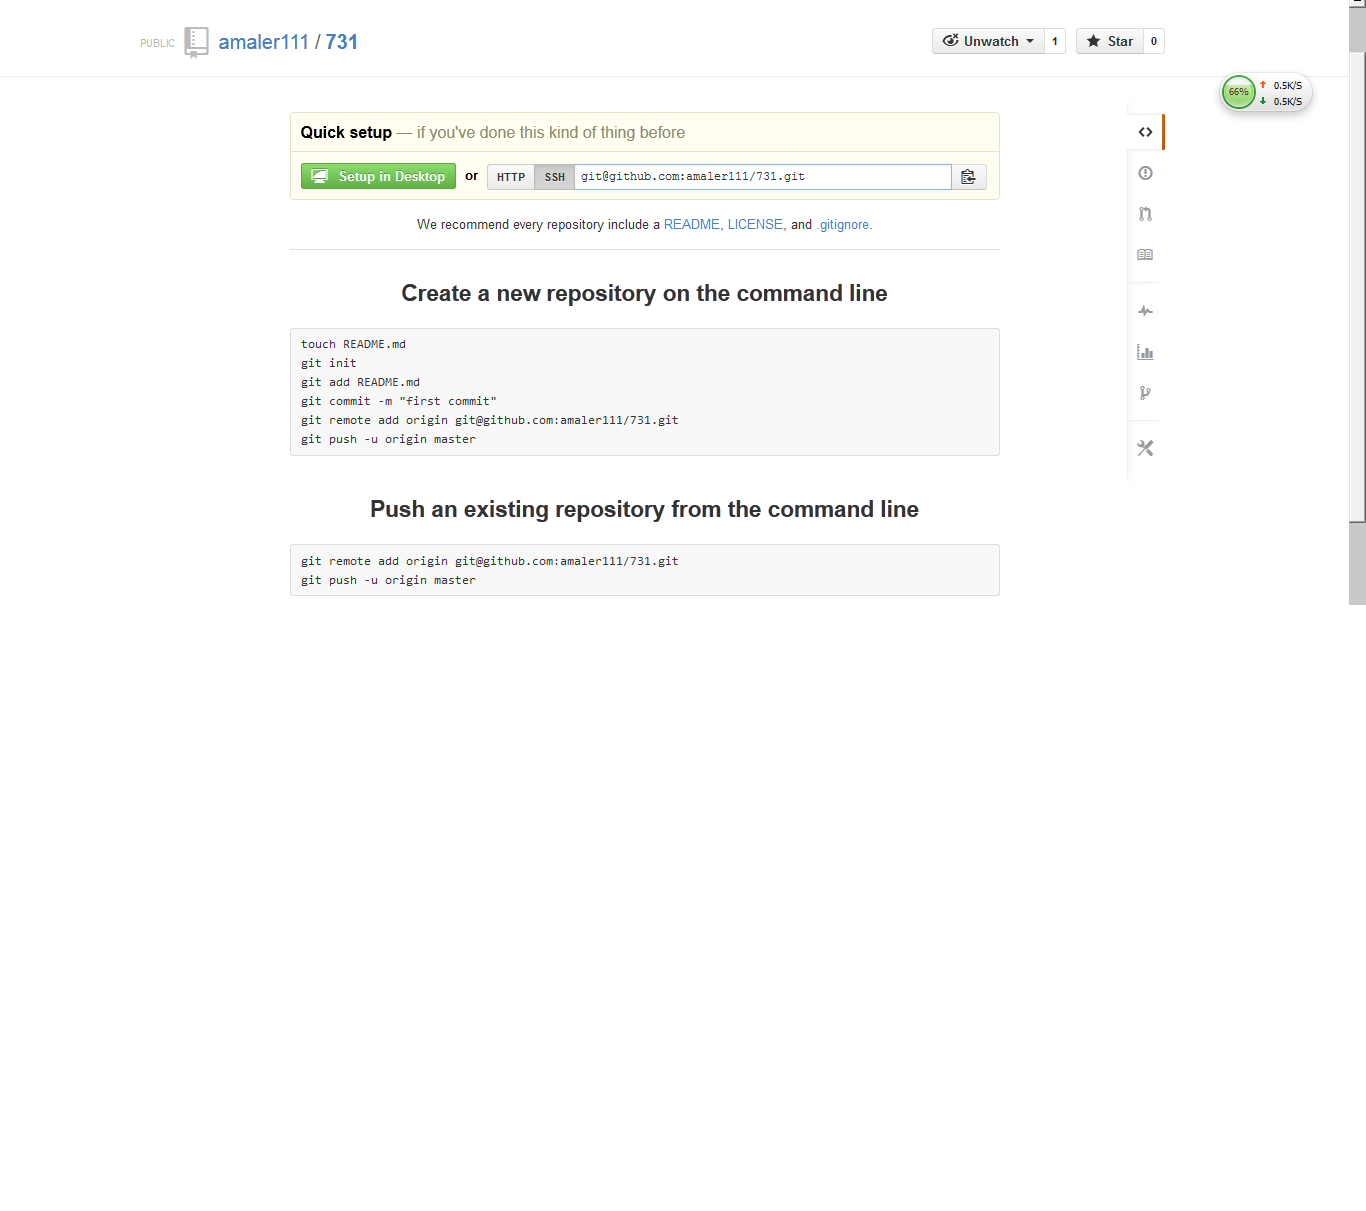 PUBLIC amaler111 / 731 Unwatch 1 Star 0
66% 0.5K/S
0.5K/S
Quick setup — if you've done this kind of thing before
Setup in Desktop or HTTP SSH git@github.com:amaler111/731.git
We recommend every repository include a README, LICENSE, and .gitignore.
Create a new repository on the command line
touch README.md
git init
git add README.md
git commit -m "first commit"
git remote add origin git@github.com:amaler111/731.git
git push -u origin master
Push an existing repository from the command line
git remote add origin git@github.com:amaler111/731.git
git push -u origin master